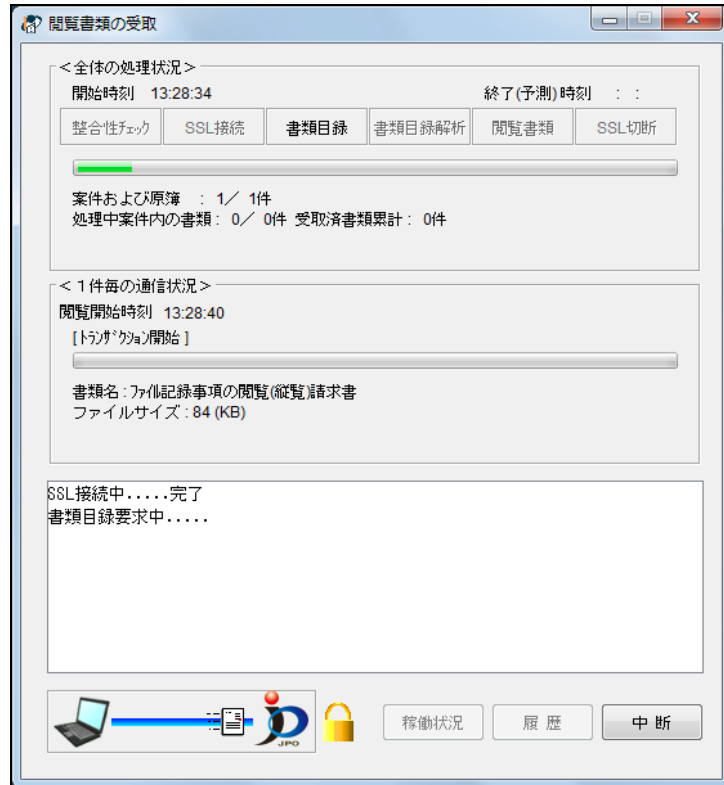 閲覧書類の受取
＜全体の処理状況＞
開始時刻 13:28:34 終了(予測)時刻 : :
整合性ﾁｪｯｸ SSL接続 書類目録 書類目録解析 閲覧書類 SSL切断
案件および原簿 : 1／ 1件
処理中案件内の書類 : 0／ 0件 受取済書類累計 : 0件
＜１件毎の通信状況＞
閲覧開始時刻 13:28:40
[ﾄﾗﾝｻﾞｸｼｮﾝ開始 ]
書類名 : ﾌｧｲﾙ記録事項の閲覧(縦覧)請求書
ファイルサイズ : 84 (KB)
SSL接続中.....完了
書類目録要求中.....
JPO
稼働状況 履 歴 中 断